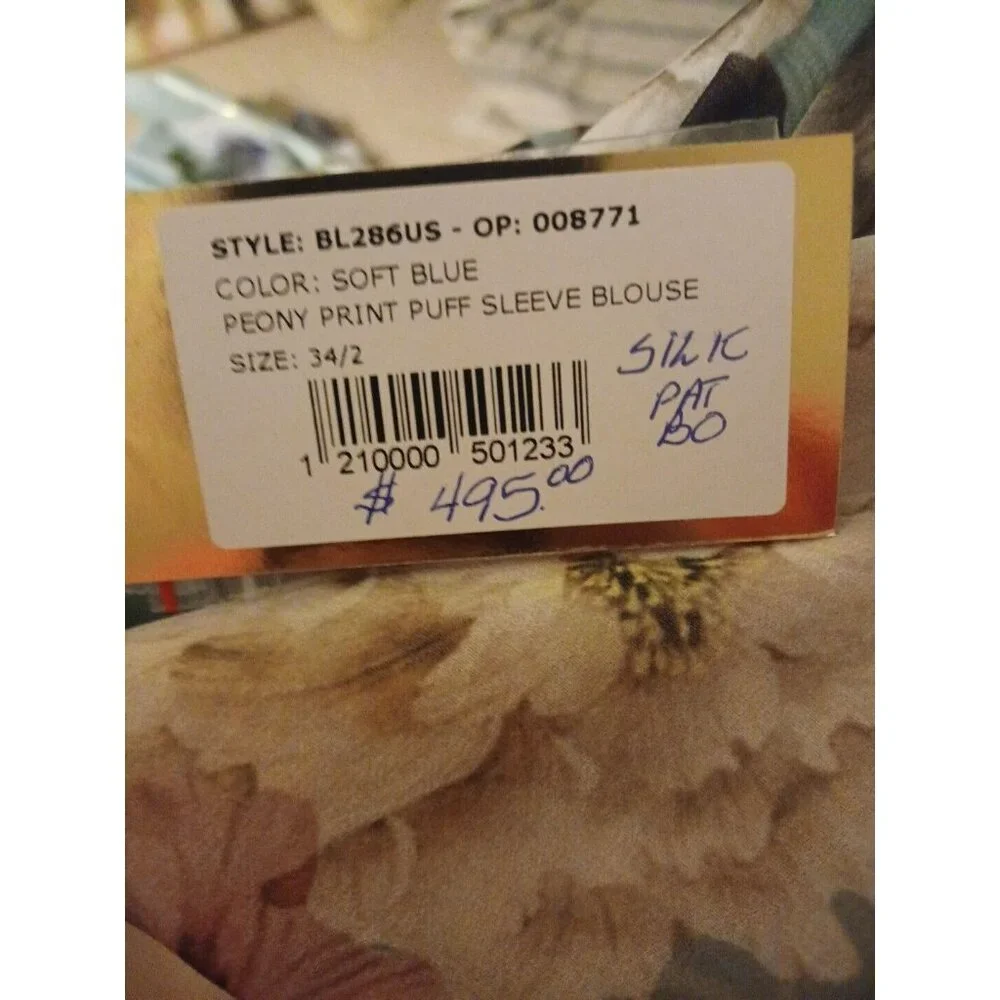 STYLE: BL286US - OP: 008771
COLOR: SOFT BLUE
PEONY PRINT PUFF SLEEVE BLOUSE
SIZE: 34/2
SILK
PAT
BO
1 210000 501233
$ 495.00